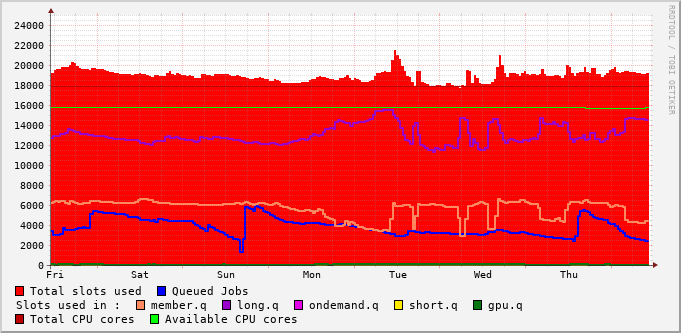 RRDTOOL / TOBI OETIKER
24000
22000
20000
18000
16000
14000
12000
10000
8000
6000
4000
2000
0
Fri Sat Sun Mon Tue Wed Thu
Total slots used Queued Jobs
Slots used in : member.q long.q ondemand.q short.q gpu.q
Total CPU cores Available CPU cores